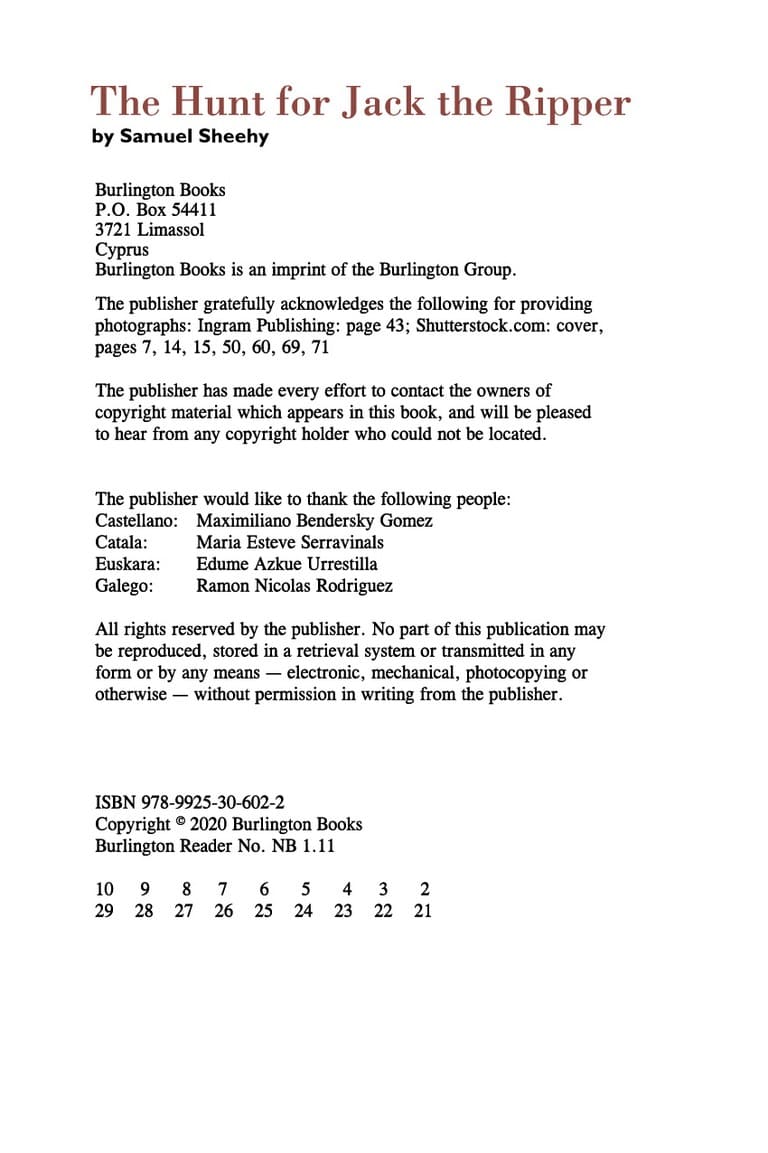 The Hunt for Jack the Ripper
by Samuel Sheehy
Burlington Books
P.O. Box 54411
3721 Limassol
Cyprus
Burlington Books is an imprint of the Burlington Group.
The publisher gratefully acknowledges the following for providing
photographs: Ingram Publishing: page 43; Shutterstock.com: cover,
pages 7, 14, 15, 50, 60, 69, 71
The publisher has made every effort to contact the owners of
copyright material which appears in this book, and will be pleased
to hear from any copyright holder who could not be located.
The publisher would like to thank the following people:
Castellano: Maximiliano Bendersky Gomez
Catala: Maria Esteve Serravinals
Euskara: Edume Azkue Urrestilla
Galego: Ramon Nicolas Rodriguez
All rights reserved by the publisher. No part of this publication may
be reproduced, stored in a retrieval system or transmitted in any
form or by any means — electronic, mechanical, photocopying or
otherwise — without permission in writing from the publisher.
ISBN 978-9925-30-602-2
Copyright © 2020 Burlington Books
Burlington Reader No. NB 1.11
10 9 8 7 6 5 4 3 2
29 28 27 26 25 24 23 22 21